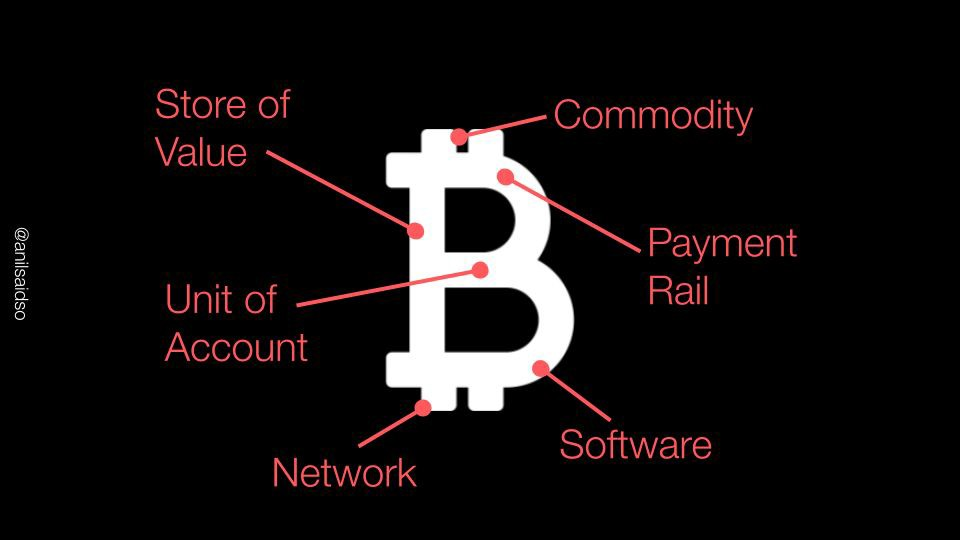 Store of
Value
Commodity
Payment
Rail
Unit of
Account
Software
Network
@anilsaidso